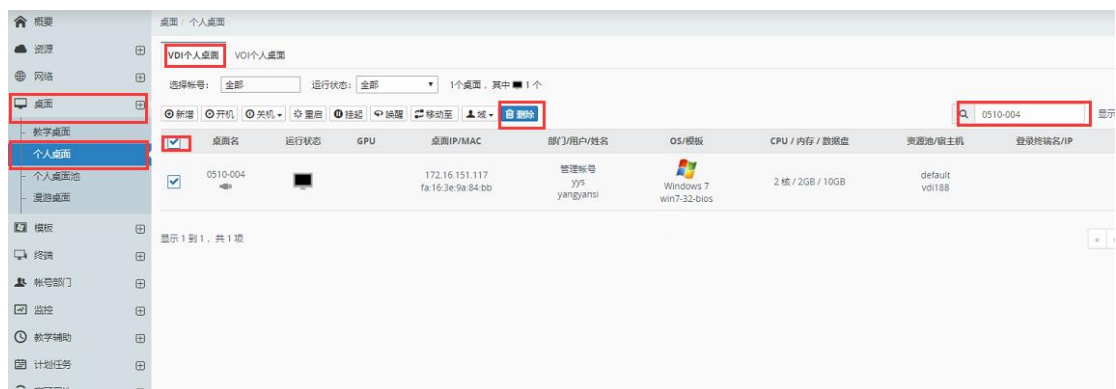 概要
资源
网络
桌面
教学桌面
个人桌面
个人桌面池
漫游桌面
模板
终端
帐号部门
监控
教学辅助
计划任务
桌面 / 个人桌面
VDI个人桌面 VOI个人桌面
选择帐号: 全部 运行状态: 全部 1个桌面, 其中 1 个
新增 开机 关机 重启 挂起 唤醒 移动至 域 删除 0510-004 显示
桌面名 运行状态 GPU 桌面IP/MAC 部门/用户/姓名 OS/模板 CPU / 内存 / 数据盘 资源池/宿主机 登录终端名/IP
0510-004 172.16.151.117 管理帐号 Windows 7 2 核 / 2GB / 10GB default
fa:16:3e:9a:84:bb yys win7-32-bios vdi188
yangyansi
显示 1 到 1 , 共 1 项